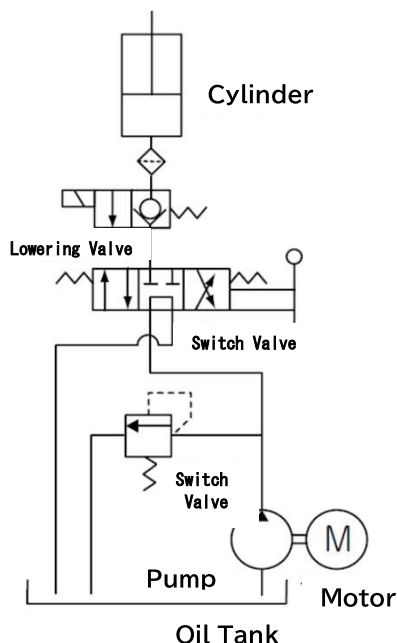 Cylinder
Lowering Valve
Switch Valve
Switch
Valve
M
Pump
Motor
Oil Tank